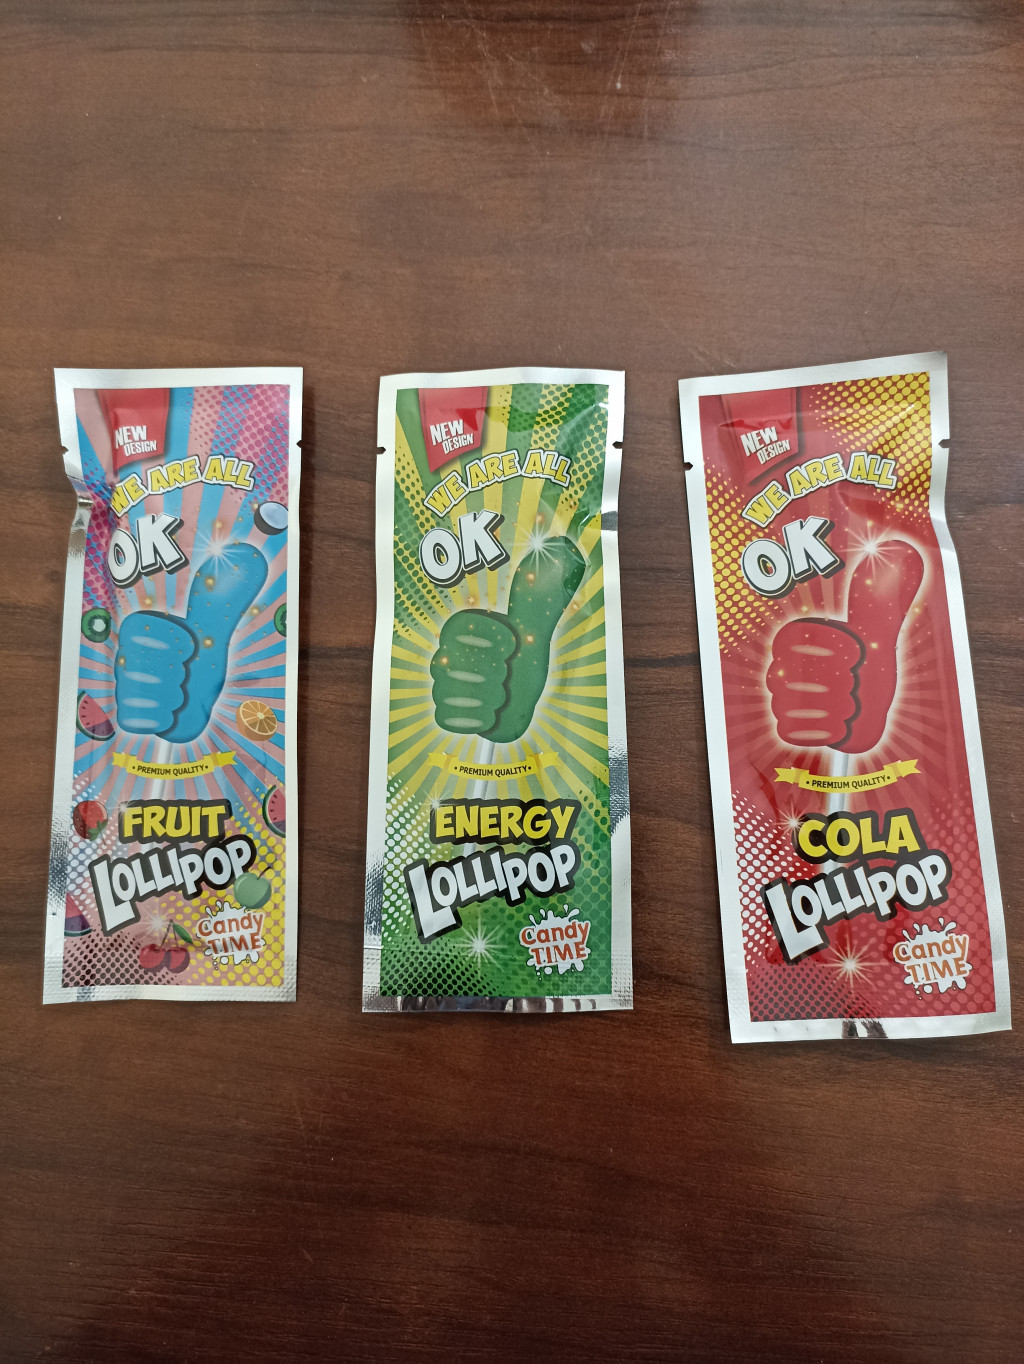 NEW
DESIGN
WE ARE ALL
OK
• PREMIUM QUALITY •
FRUIT
LOLLIPOP
Candy
TIME
NEW
DESIGN
WE ARE ALL
OK
• PREMIUM QUALITY •
ENERGY
LOLLIPOP
Candy
TIME
NEW
DESIGN
WE ARE ALL
OK
• PREMIUM QUALITY •
COLA
LOLLIPOP
Candy
TIME